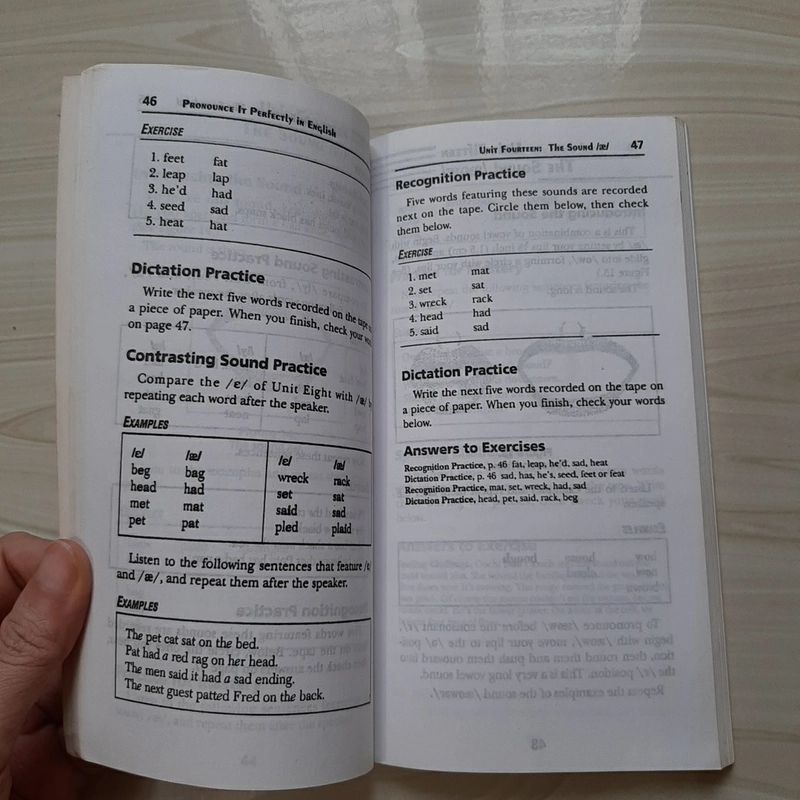 46 Pronounce It Perfectly in English
Exercise
1. feet fat
2. leap lap
3. he'd had
4. seed sad
5. heat hat
Dictation Practice
Write the next five words recorded on the tape
a piece of paper. When you finish, check your
on page 47.
Contrasting Sound Practice
Compare the /e/ of Unit Eight with /æ/
repeating each word after the speaker.
Examples
/e/ /æ/ /e/ /æ/
beg bag wreck rack
head had set sat
met mat said sad
pet pat pled plaid
Listen to the following sentences that feature /e/
and /æ/, and repeat them after the speaker.
Examples
The pet cat sat on the bed.
Pat had a red rag on her head.
The men said it had a sad ending.
The next guest patted Fred on the back.
Unit Fourteen: The Sound /æ/ 47
Recognition Practice
Five words featuring these sounds are recorded
next on the tape. Circle them below, then check
them below.
Exercise
1. met mat
2. set sat
3. wreck rack
4. head had
5. said sad
Dictation Practice
Write the next five words recorded on the tape on
a piece of paper. When you finish, check your words
below.
Answers to Exercises
Recognition Practice, p. 46 fat, leap, he'd, sad, heat
Dictation Practice, p. 46 sad, has, he's, seed, feet or feat
Recognition Practice, mat, set, wreck, had, sad
Dictation Practice, head, pet, said, rack, beg